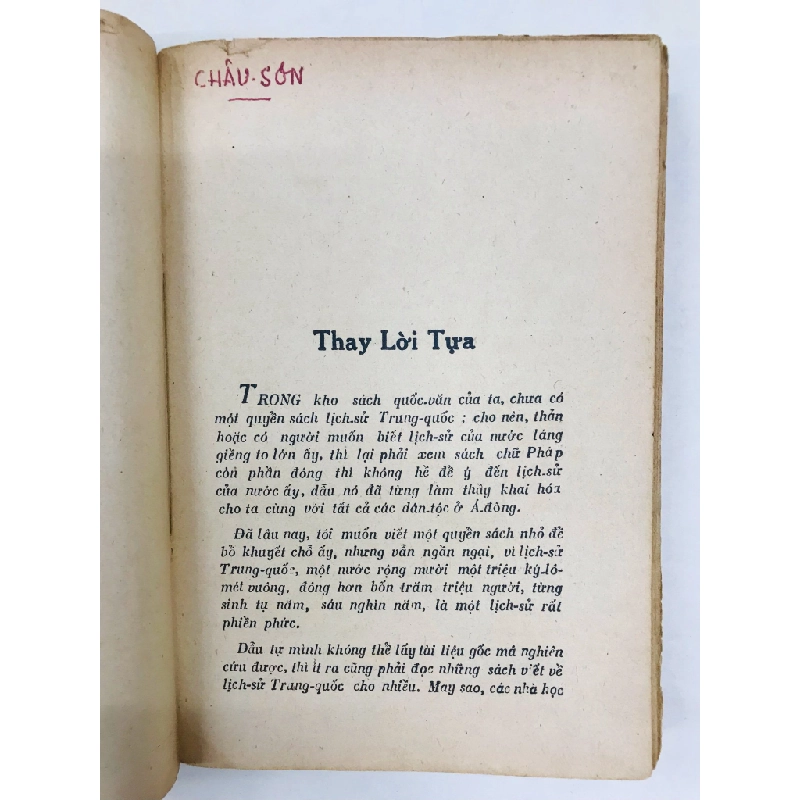 CHÂU-SƠN
Thay Lời Tựa
TRONG kho sách quốc-văn của ta, chưa có
một quyển sách lịch-sử Trung-quốc ; cho nên, thản
hoặc có người muốn biết lịch-sử của nước láng
giềng to lớn ấy, thì lại phải xem sách chữ Pháp
còn phần đông thì không hề để ý đến lịch-sử
của nước ấy, dẫu nó đã từng làm thủy khai hóa
cho ta cùng với tất cả các dân-tộc ở Á-đông.
Đã lâu nay, tôi muốn viết một quyển sách nhỏ để
bổ khuyết chỗ ấy, nhưng vẫn ngần ngại, vì lịch-sử
Trung-quốc, một nước rộng mười một triệu ký-lô-
mét vuông, đông hơn bốn trăm triệu người, từng
sinh tụ năm, sáu nghìn năm, là một lịch-sử rất
phiền phức.
Dẫu tự mình không thể lấy tài liệu gốc mà nghiên
cứu được, thì ít ra cũng phải đọc những sách viết về
lịch-sử Trung-quốc cho nhiều. May sao, các nhà học